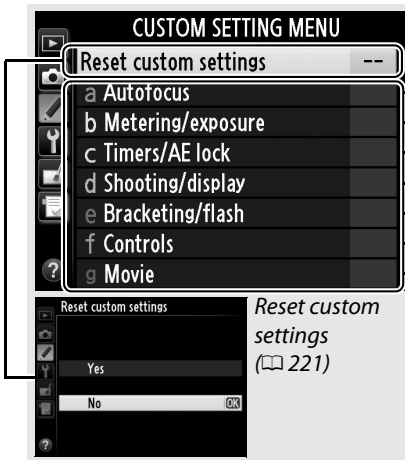 CUSTOM SETTING MENU
Reset custom settings --
a Autofocus
b Metering/exposure
c Timers/AE lock
d Shooting/display
e Bracketing/flash
f Controls
g Movie
?
Reset custom settings
Yes
No OK
?
Reset custom
settings
(📖 221)